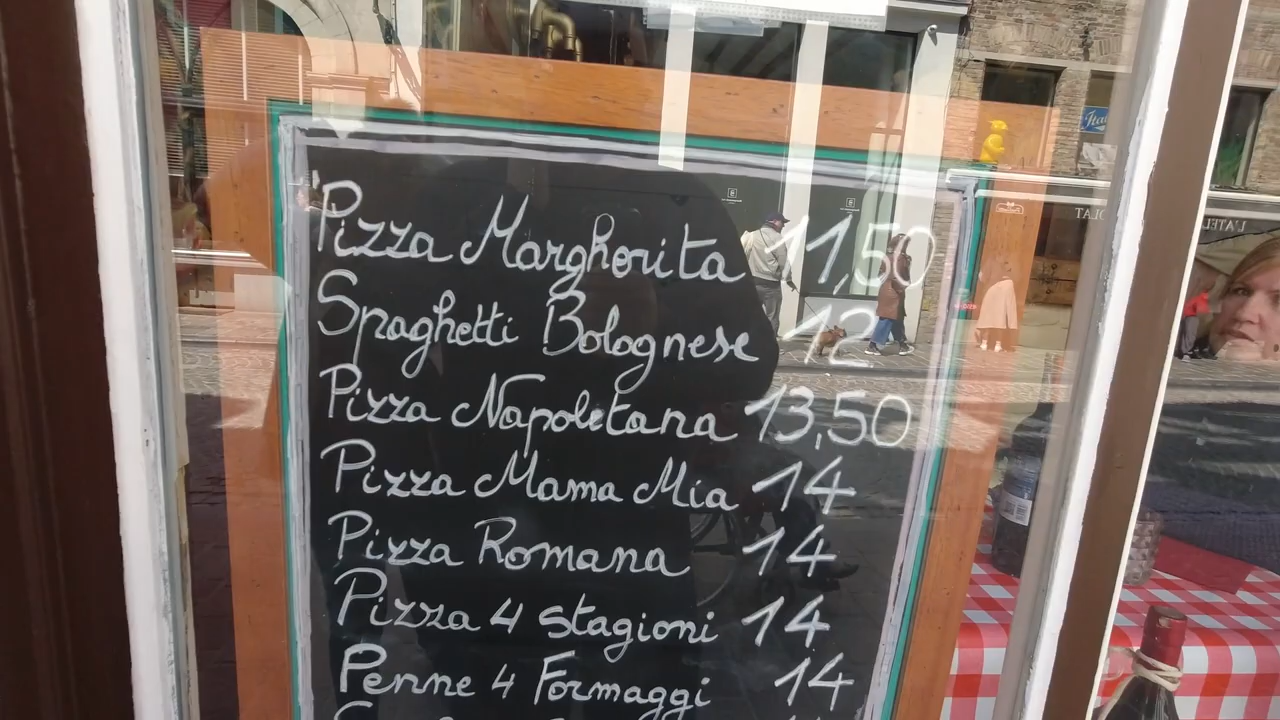 Pizza Margherita 11,50
Spaghetti Bolognese 12
Pizza Napoletana 13,50
Pizza Mama Mia 14
Pizza Romana 14
Pizza 4 stagioni 14
Penne 4 Formaggi 14